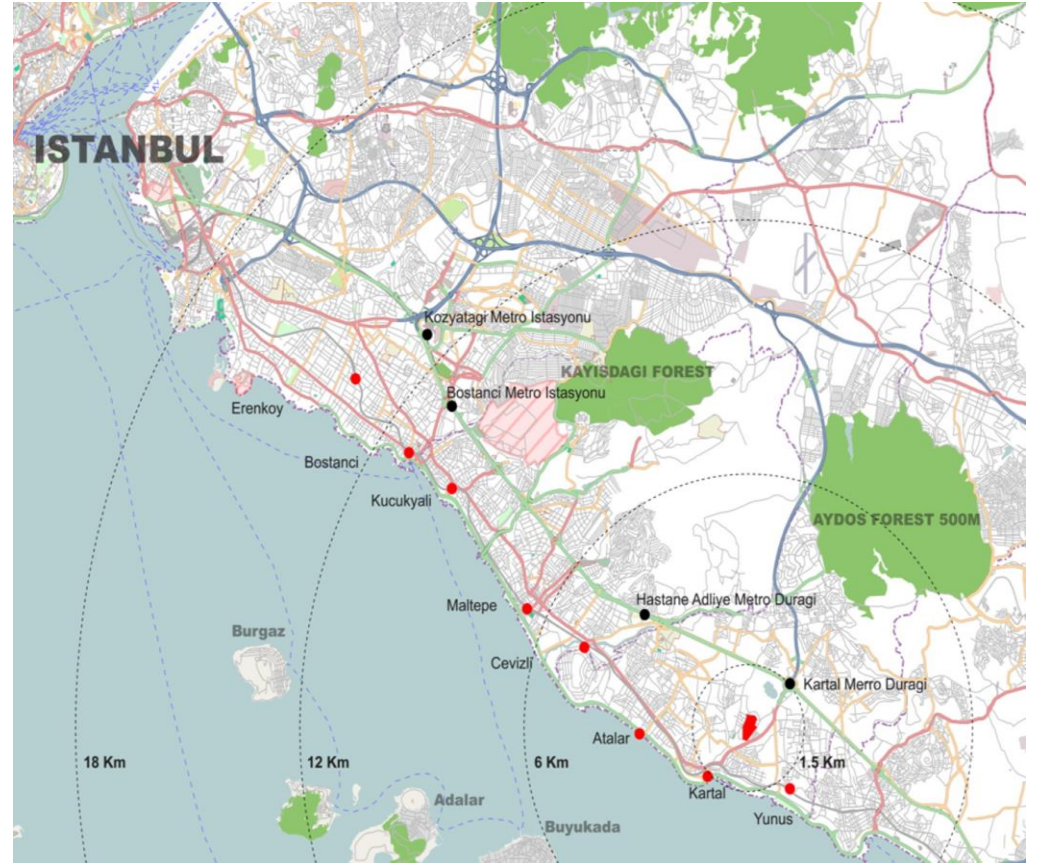 ISTANBUL
Kozyatagi Metro Istasyonu
KAYISDAGI FOREST
Bostanci Metro Istasyonu
Erenkoy
Bostanci
Kucukyali
AYDOS FOREST 500M
Hastane Adliye Metro Duragi
Maltepe
Burgaz
Cevizli
Kartal Merro Duragi
Atalar
18 Km
12 Km
6 Km
1.5 Km
Kartal
Adalar
Yunus
Buyukada